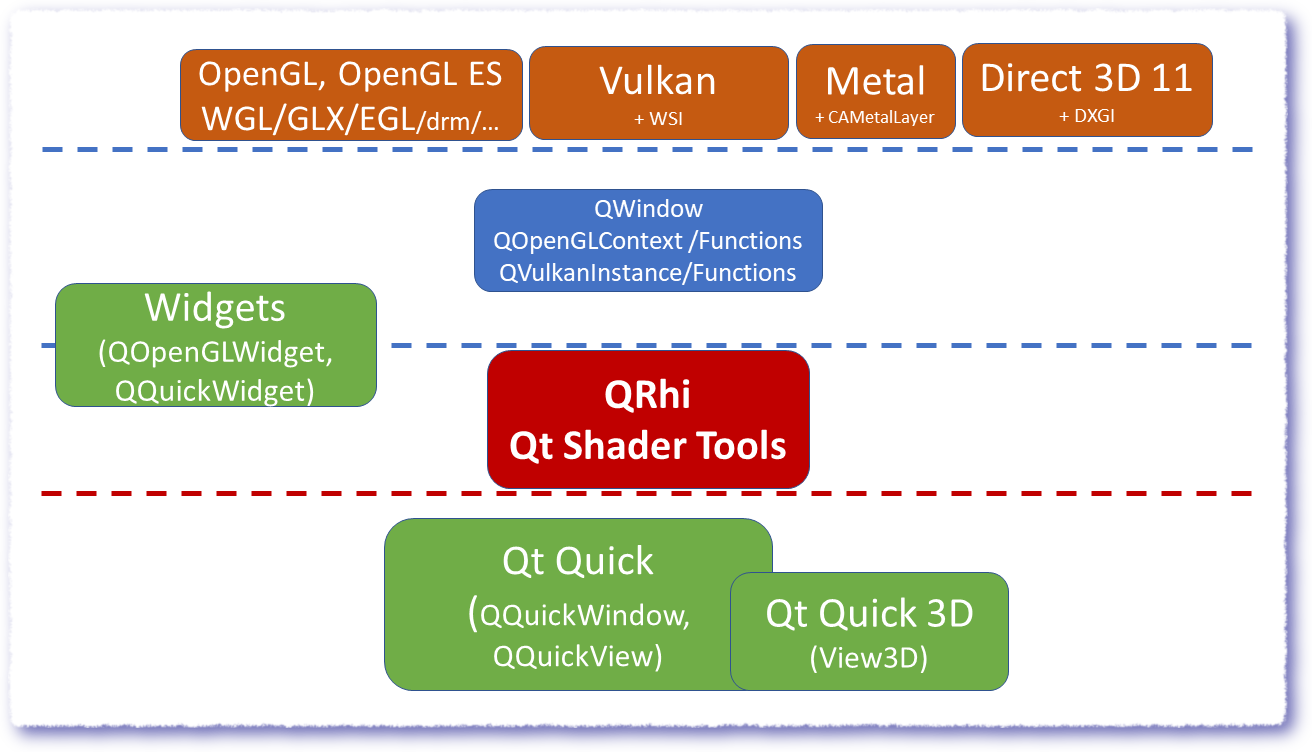 OpenGL, OpenGL ES
WGL/GLX/EGL/drm/...
Vulkan
+ WSI
Metal
+ CAMetalLayer
Direct 3D 11
+ DXGI
QWindow
QOpenGLContext /Functions
QVulkanInstance/Functions
Widgets
(QOpenGLWidget,
QQuickWidget)
QRhi
Qt Shader Tools
Qt Quick
(QQuickWindow,
QQuickView)
Qt Quick 3D
(View3D)